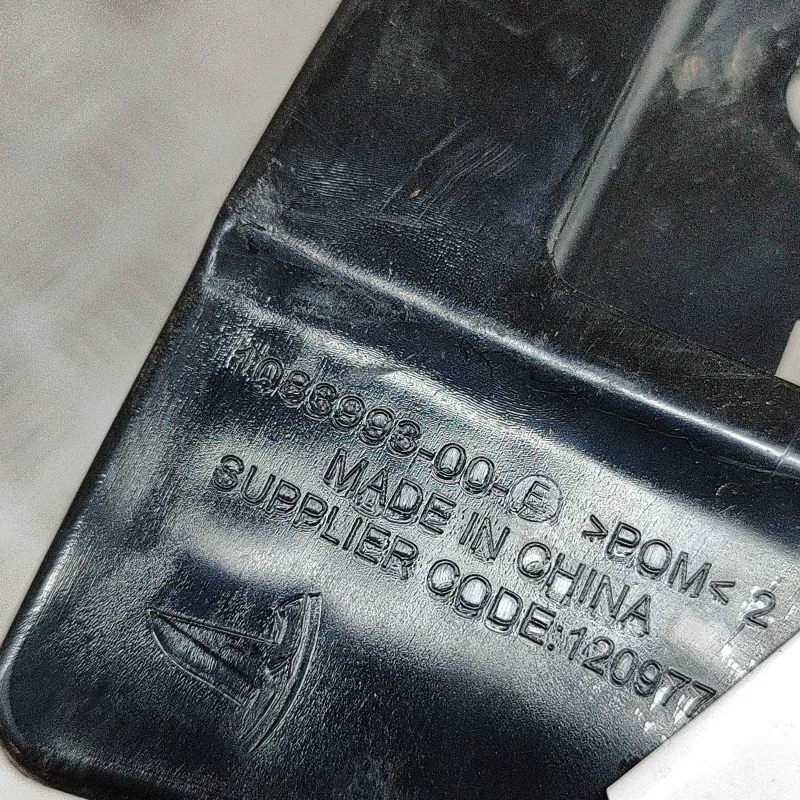 1086993-00-E >POM< 2
MADE IN CHINA
SUPPLIER CODE:120977